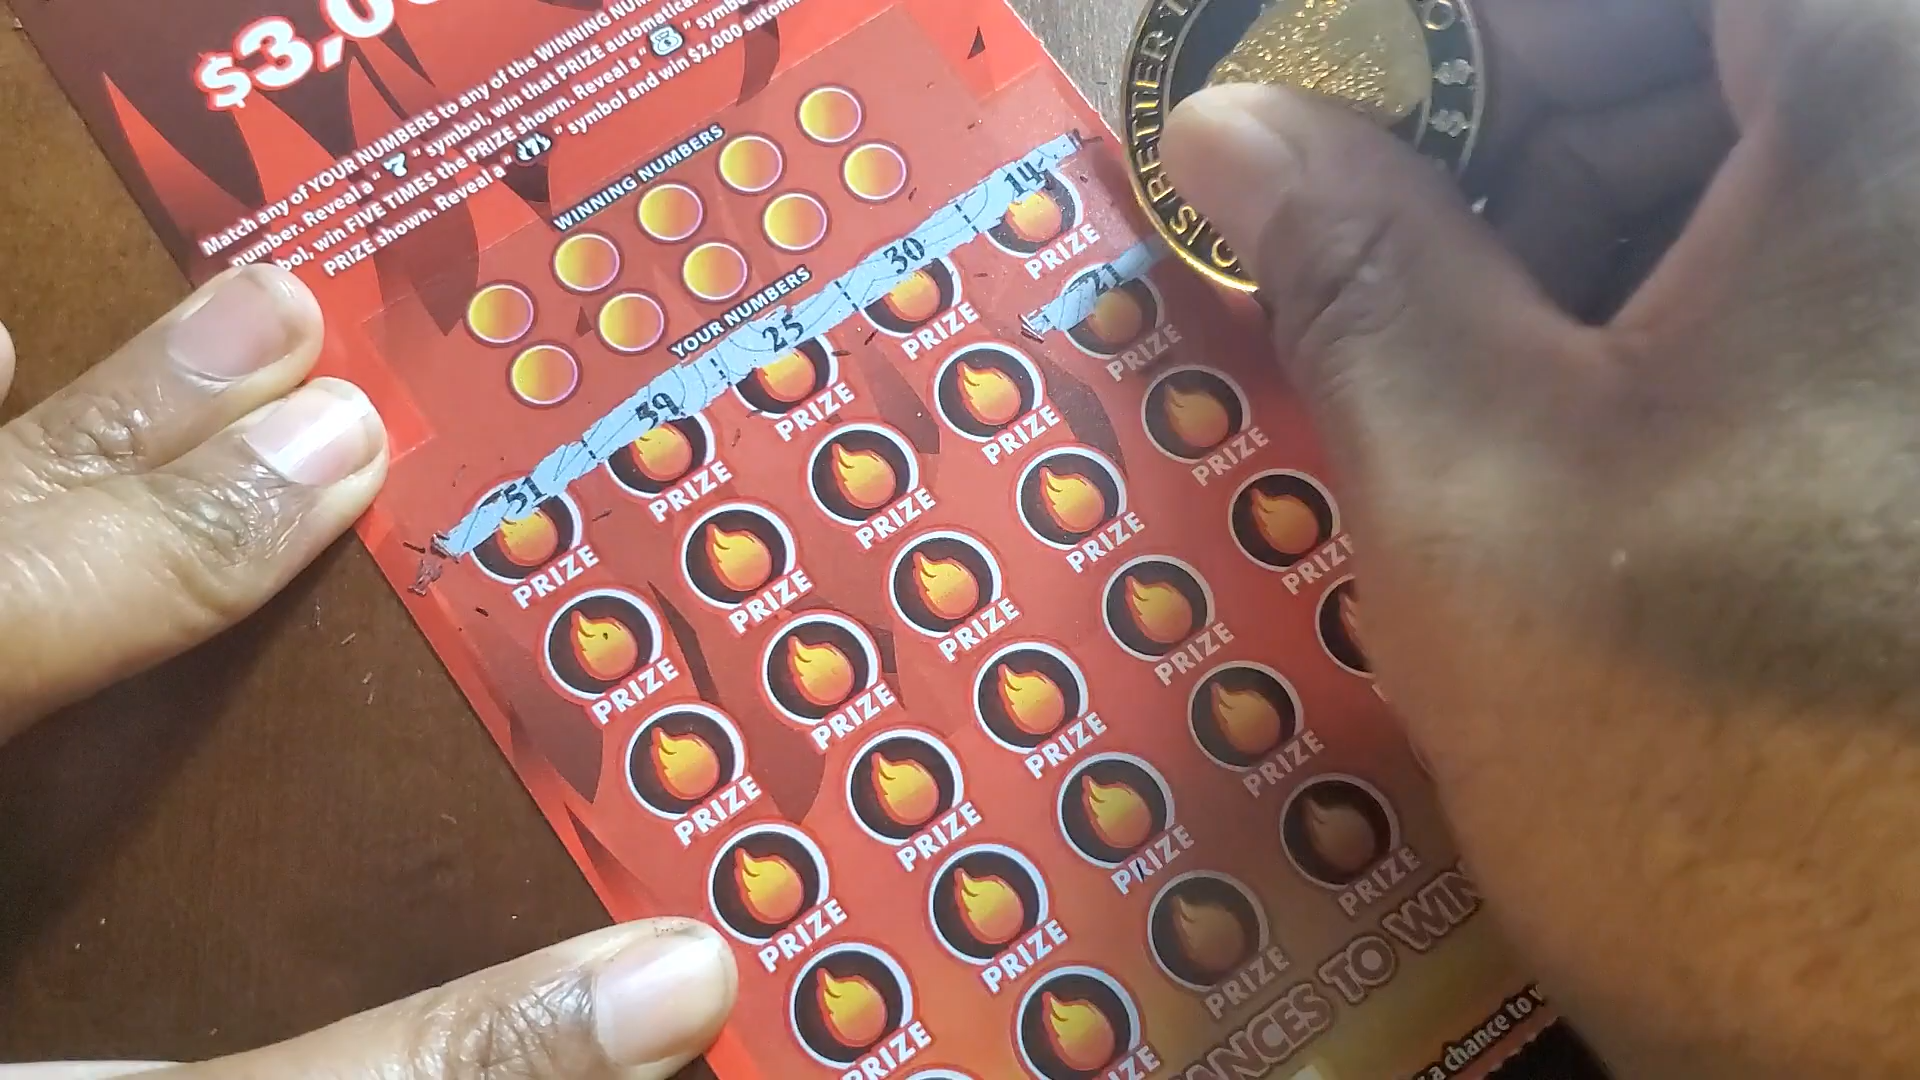 $3,0
Match any of YOUR NUMBERS to any of the WINNING NUM
number. Reveal a " 7 " symbol, win that PRIZE automatical
bol, win FIVE TIMES the PRIZE shown. Reveal a " " symbo
PRIZE shown. Reveal a " " symbol and win $2,000 automa
WINNING NUMBERS
YOUR NUMBERS
51 39 25 30 14
PRIZE PRIZE PRIZE PRIZE PRIZE
21
PRIZE PRIZE PRIZE PRIZE PRIZE
PRIZE PRIZE PRIZE PRIZE PRIZE
PRIZE PRIZE PRIZE PRIZE PRIZE
PRIZE PRIZE PRIZE PRIZE
PRIZE PRIZE PRIZE PRIZE
ANCES TO WIN
a chance to